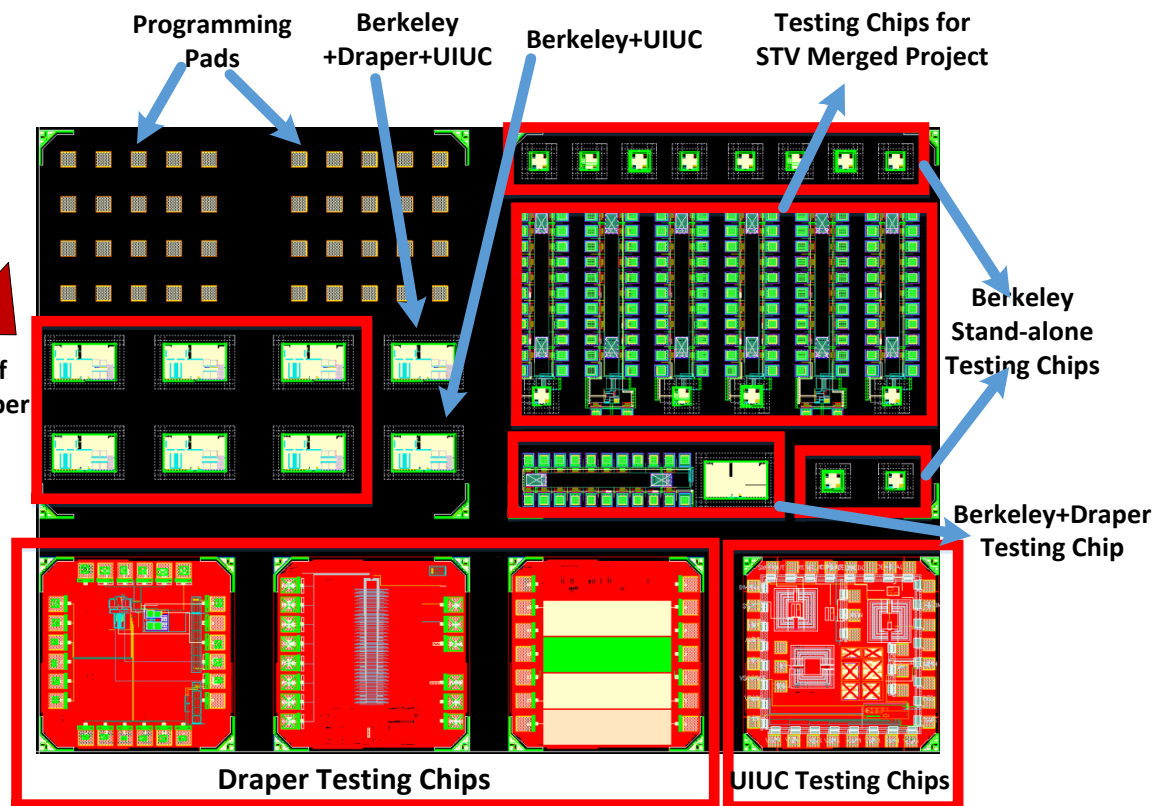 Programming
Pads
Berkeley
+Draper+UIUC
Berkeley+UIUC
Testing Chips for
STV Merged Project
Berkeley
Stand-alone
Testing Chips
Berkeley+Draper
Testing Chip
Draper Testing Chips
UIUC Testing Chips